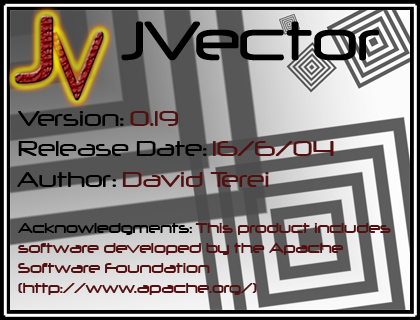 JV JVector
Version: 0.19
Release Date: 16/6/04
Author: David Terei
Acknowledgments: This product includes
software developed by the Apache
Software Foundation
(http://www.apache.org/)